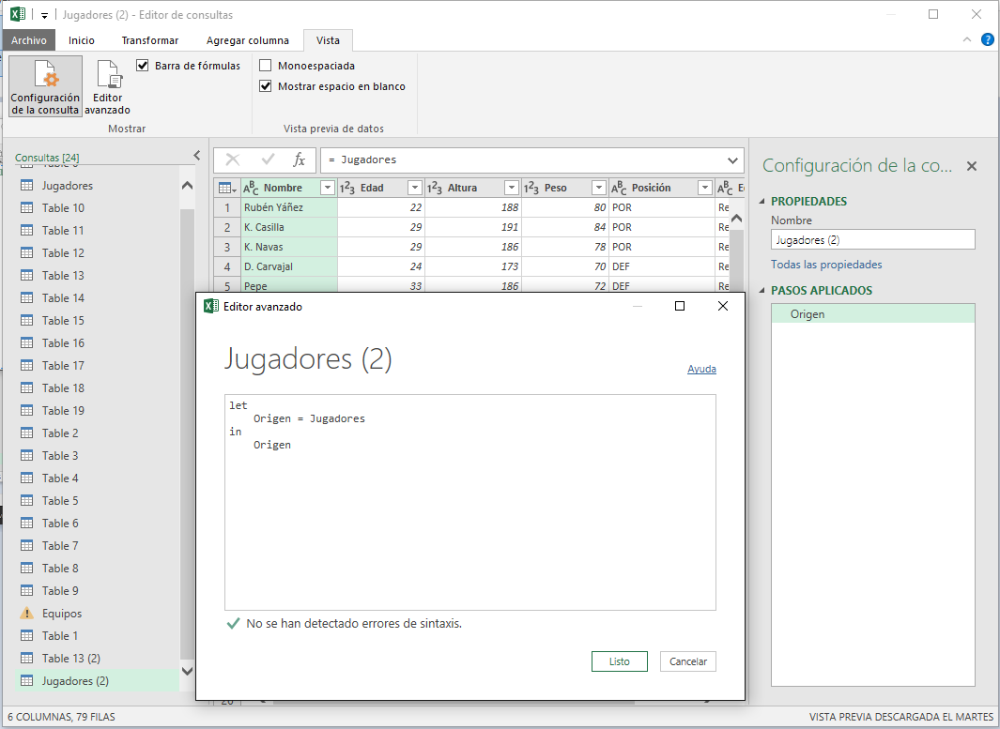 Jugadores (2) - Editor de consultas
Archivo Inicio Transformar Agregar columna Vista
Configuración de la consulta
Editor avanzado
Barra de fórmulas
Mostrar
Monoespaciada
Mostrar espacio en blanco
Vista previa de datos
Consultas [24]
Jugadores
Table 10
Table 11
Table 12
Table 13
Table 14
Table 15
Table 16
Table 17
Table 18
Table 19
Table 2
Table 3
Table 4
Table 5
Table 6
Table 7
Table 8
Table 9
Equipos
Table 1
Table 13 (2)
Jugadores (2)
fx = Jugadores
Nombre Edad Altura Peso Posición
1 Rubén Yáñez 22 188 80 POR Re
2 K. Casilla 29 191 84 POR Re
3 K. Navas 29 186 78 POR Re
4 D. Carvajal 24 173 70 DEF Re
5 Pepe 33 186 72 DEF Re
Editor avanzado
Jugadores (2)
Ayuda
let
Origen = Jugadores
in
Origen
No se han detectado errores de sintaxis.
Listo Cancelar
Configuración de la co...
PROPIEDADES
Nombre
Jugadores (2)
Todas las propiedades
PASOS APLICADOS
Origen
6 COLUMNAS, 79 FILAS
VISTA PREVIA DESCARGADA EL MARTES